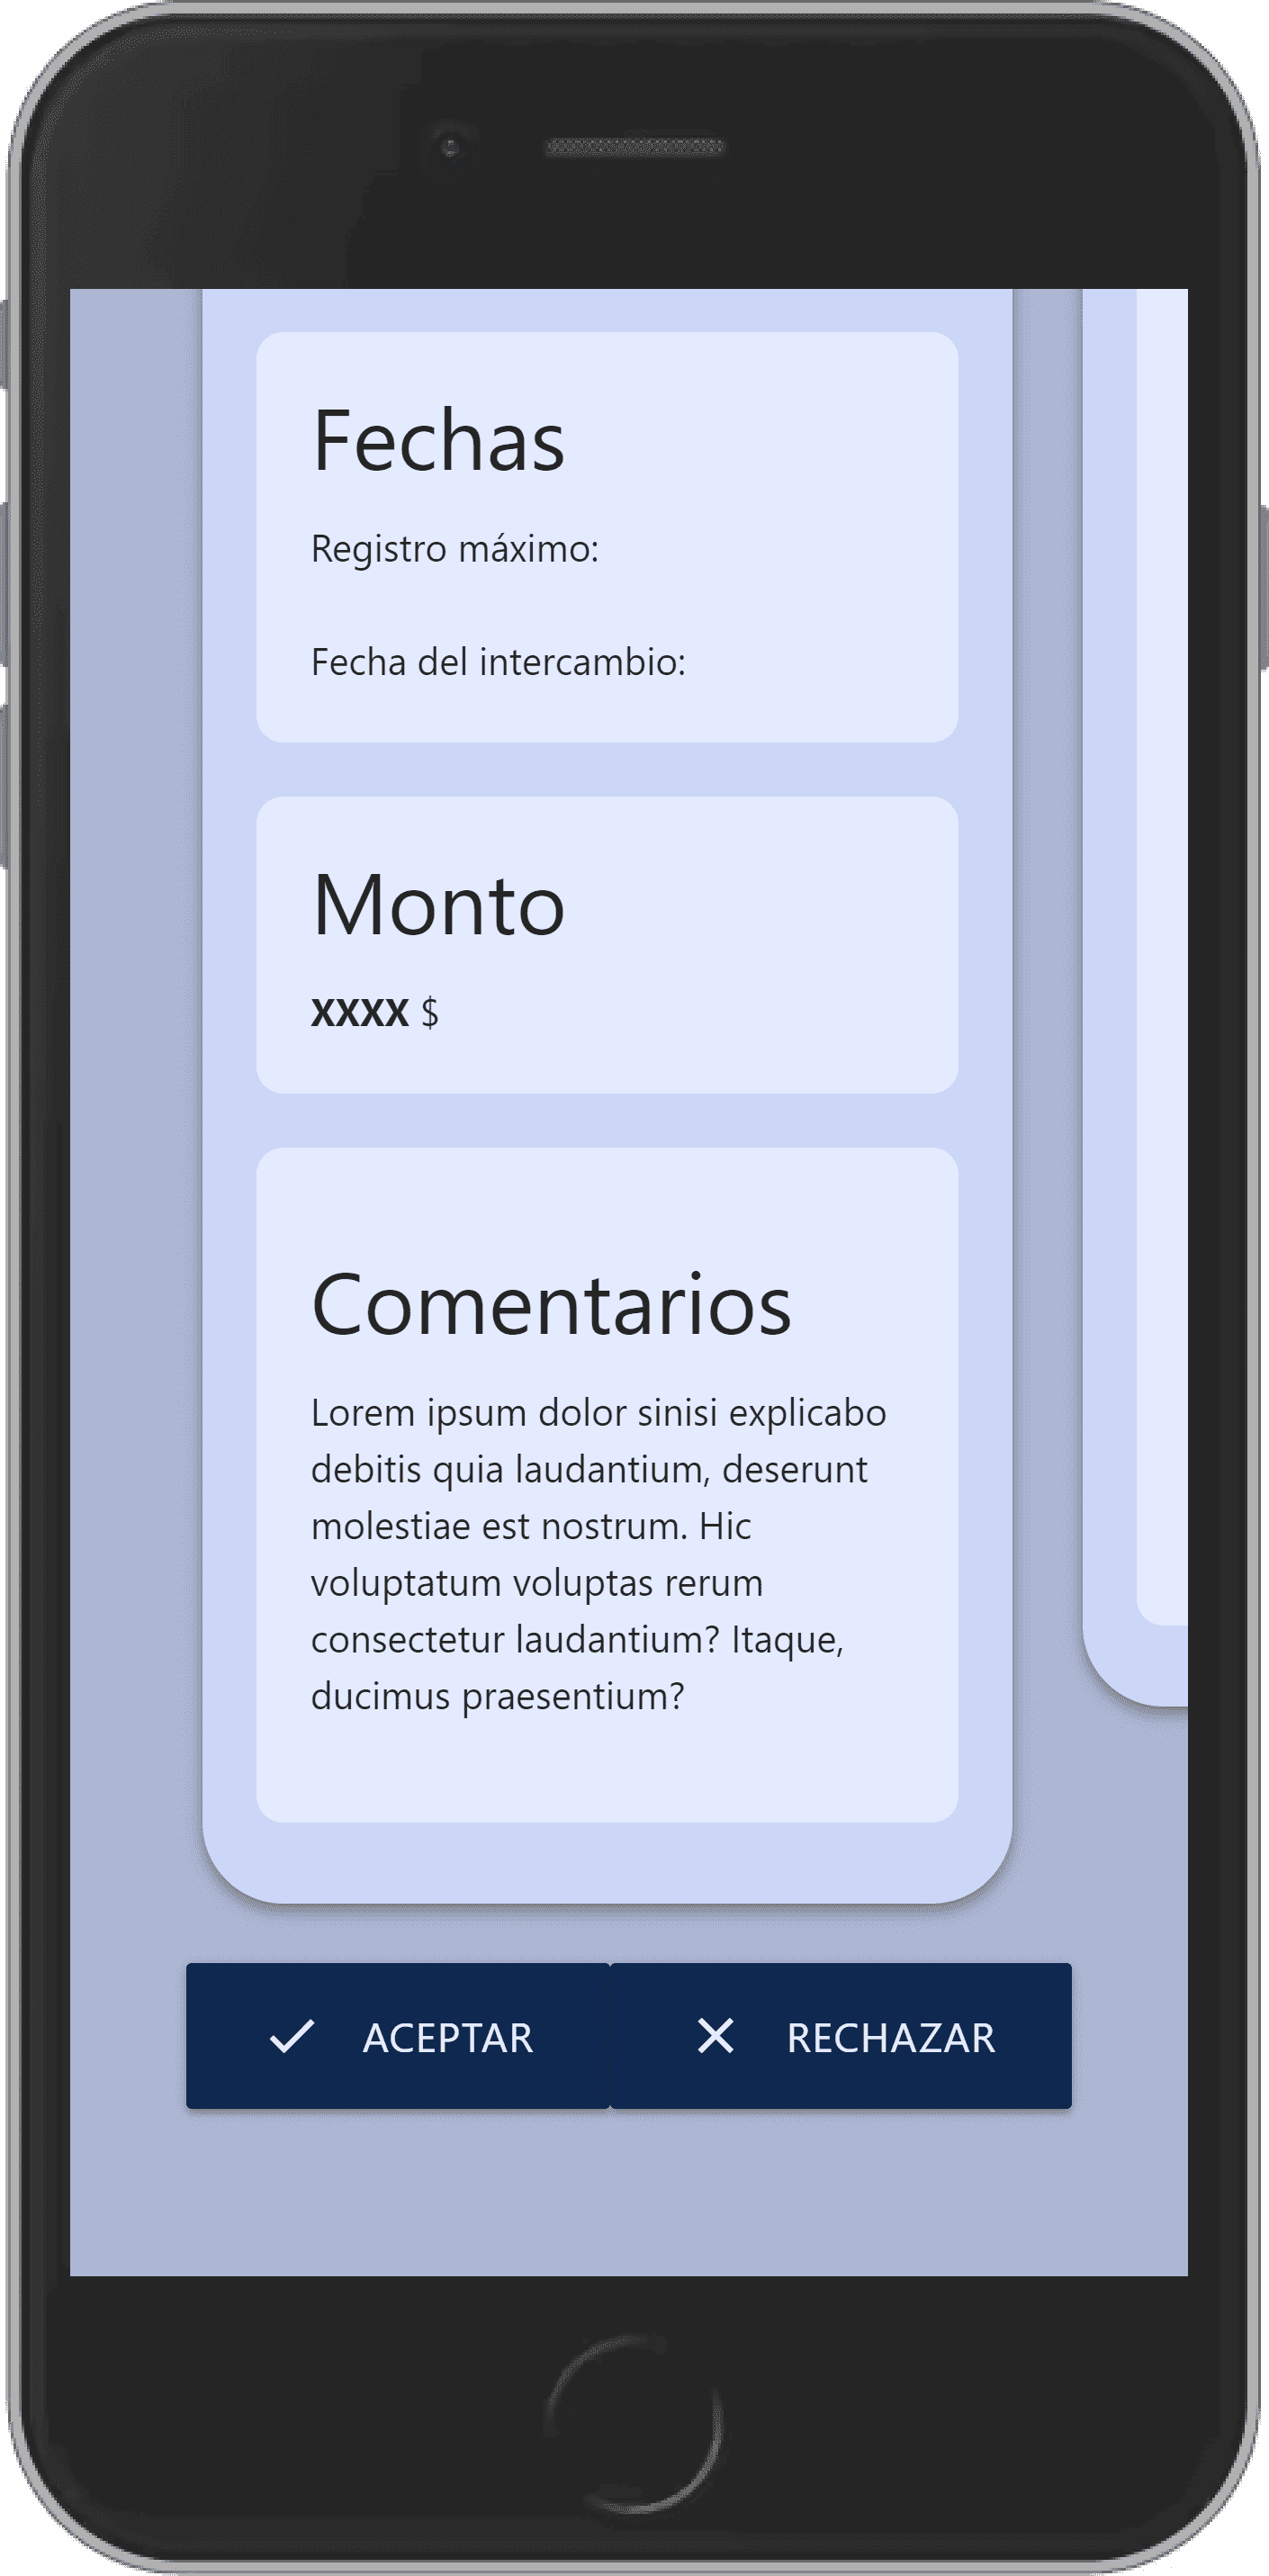 Fechas
Registro máximo:
Fecha del intercambio:
Monto
XXXX $
Comentarios
Lorem ipsum dolor sinisi explicabo
debitis quia laudantium, deserunt
molestiae est nostrum. Hic
voluptatum voluptas rerum
consectetur laudantium? Itaque,
ducimus praesentium?
ACEPTAR
RECHAZAR